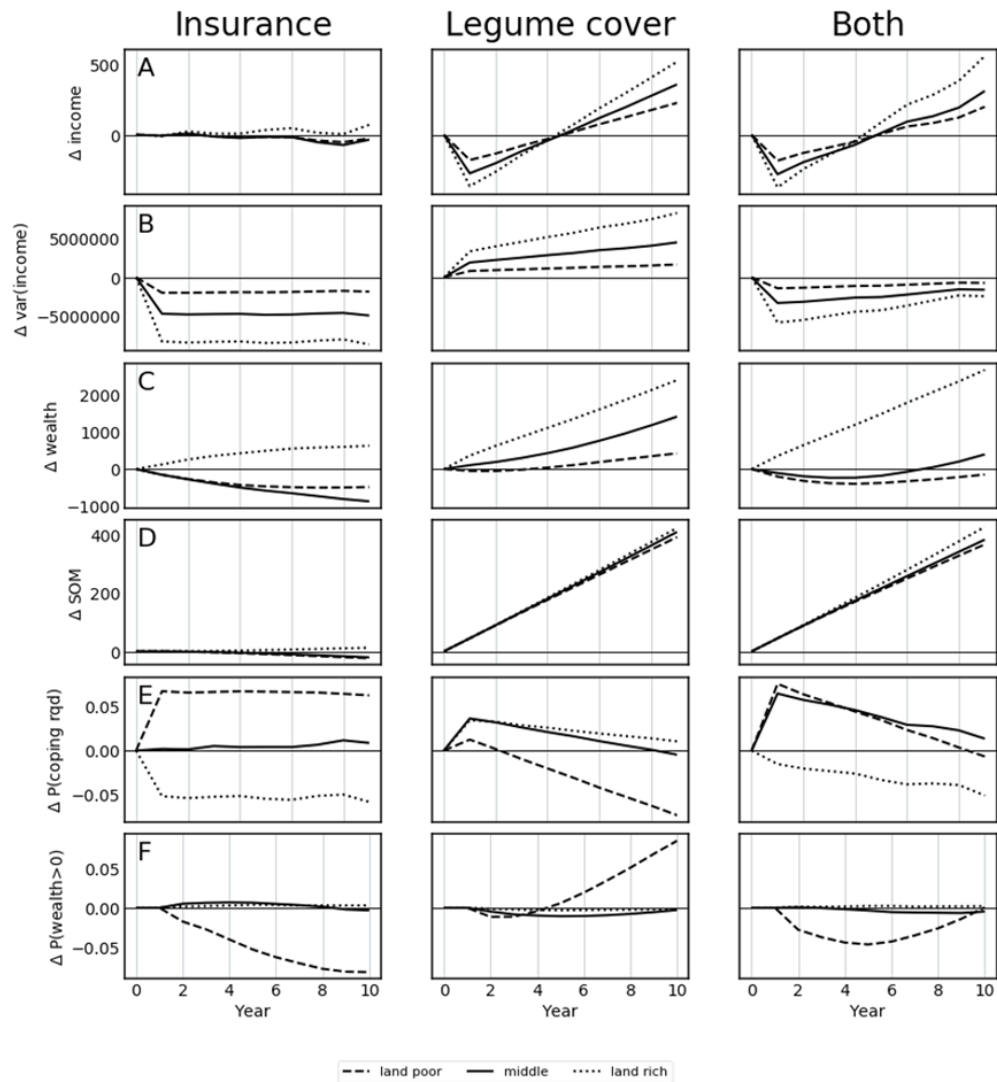 Insurance Legume cover Both
A
500
0
Δ income
B
5000000
0
−5000000
Δ var(income)
C
2000
1000
0
−1000
Δ wealth
D
400
200
0
Δ SOM
E
0.05
0.00
−0.05
Δ P(coping rqd)
F
0.05
0.00
−0.05
Δ P(wealth>0)
0 2 4 6 8 10 0 2 4 6 8 10 0 2 4 6 8 10
Year Year Year
land poor middle land rich